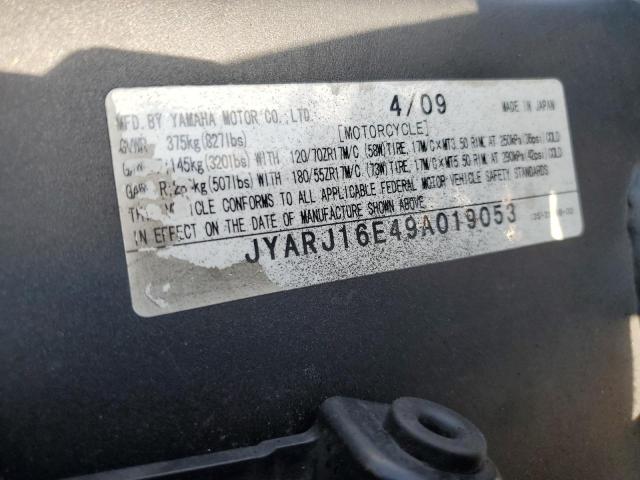 MFD. BY YAMAHA MOTOR CO.,LTD. 4/09 MADE IN JAPAN
GVWR 375kg(827lbs) [MOTORCYCLE]
145kg(320lbs) WITH 120/70ZR17M/C (58W)TIRE, 17M/C×MT3.50 RIM, AT 250kPa(36psi)COLD
R: kg(507lbs) WITH 180/55ZR17M/C (73W)TIRE, 17M/C×MT5.50 RIM, AT 290kPa(42psi)COLD
ICLE CONFORMS TO ALL APPLICABLE FEDERAL MOTOR VEHICLE SAFETY STANDARDS
IN EFFECT ON THE DATE OF MANUFACTURE SHOWN ABOVE.
JYARJ16E49A019053